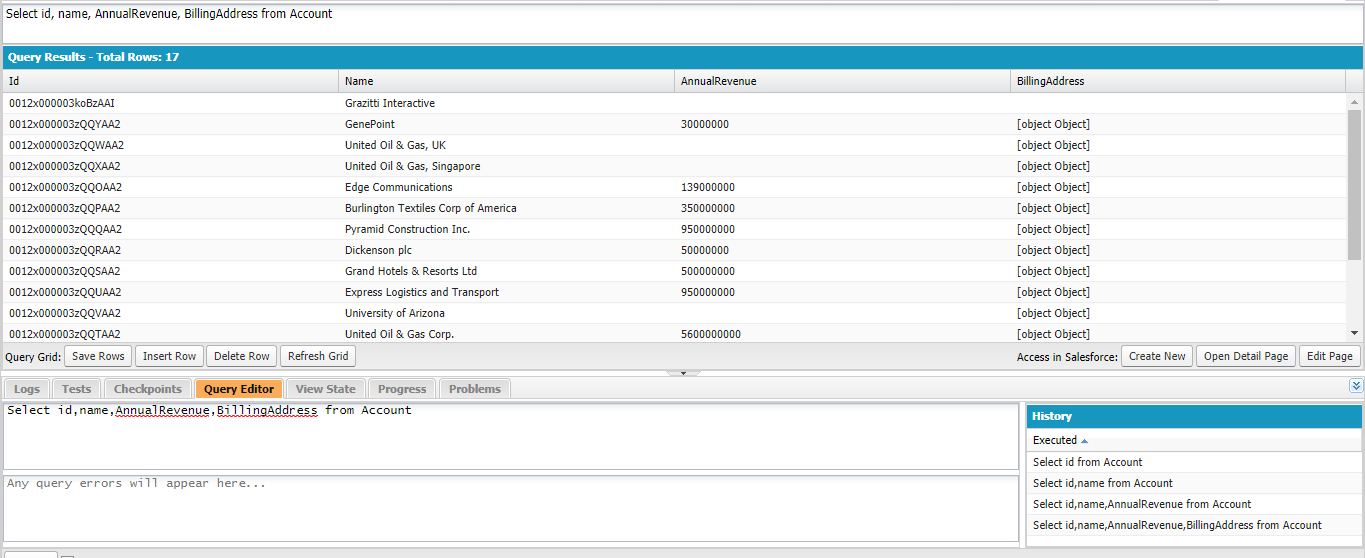 Select id, name, AnnualRevenue, BillingAddress from Account
Query Results - Total Rows: 17
Id Name AnnualRevenue BillingAddress
0012x000003koBzAAI Grazitti Interactive
0012x000003zQQYAA2 GenePoint 30000000 [object Object]
0012x000003zQQWAA2 United Oil & Gas, UK [object Object]
0012x000003zQQXAA2 United Oil & Gas, Singapore [object Object]
0012x000003zQQOAA2 Edge Communications 139000000 [object Object]
0012x000003zQQPAA2 Burlington Textiles Corp of America 350000000 [object Object]
0012x000003zQQQAA2 Pyramid Construction Inc. 950000000 [object Object]
0012x000003zQQRAA2 Dickenson plc 50000000 [object Object]
0012x000003zQQSAA2 Grand Hotels & Resorts Ltd 500000000 [object Object]
0012x000003zQQUAA2 Express Logistics and Transport 950000000 [object Object]
0012x000003zQQVAA2 University of Arizona [object Object]
0012x000003zQQTAA2 United Oil & Gas Corp. 5600000000 [object Object]
Query Grid: Save Rows Insert Row Delete Row Refresh Grid Access in Salesforce: Create New Open Detail Page Edit Page
Logs Tests Checkpoints Query Editor View State Progress Problems
Select id,name,AnnualRevenue,BillingAddress from Account
Any query errors will appear here...
History
Executed
Select id from Account
Select id,name from Account
Select id,name,AnnualRevenue from Account
Select id,name,AnnualRevenue,BillingAddress from Account